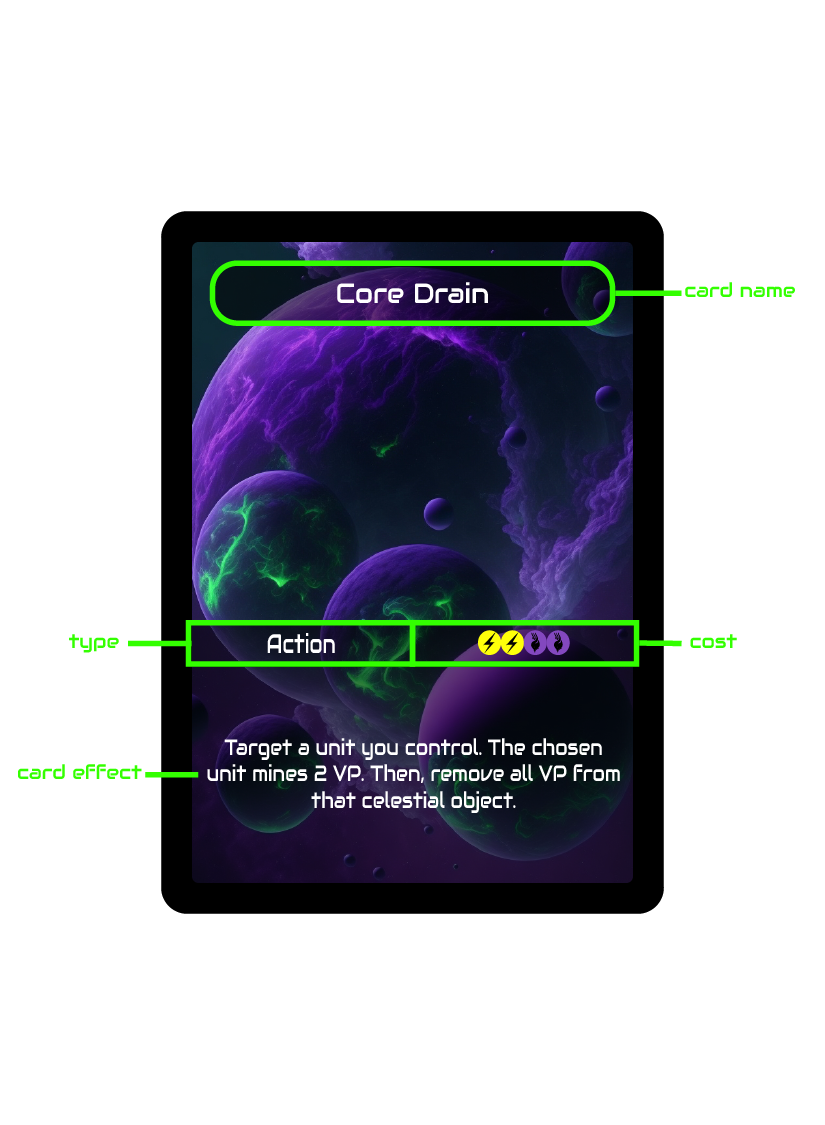 Core Drain
card name
type
Action
cost
Target a unit you control. The chosen
card effect
unit mines 2 VP. Then, remove all VP from
that celestial object.